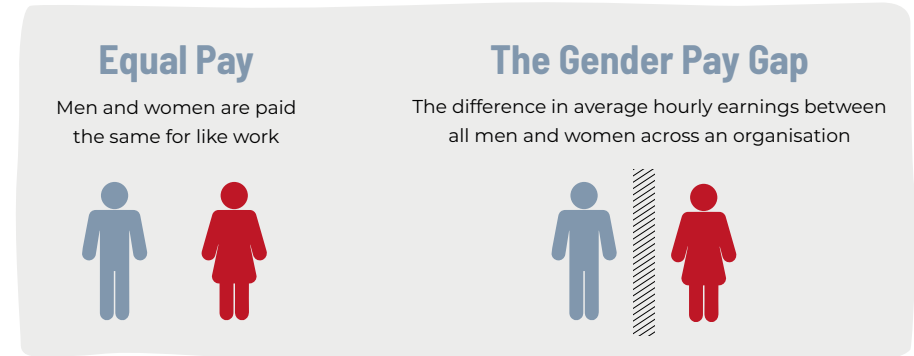 Equal Pay
Men and women are paid
the same for like work
The Gender Pay Gap
The difference in average hourly earnings between
all men and women across an organisation